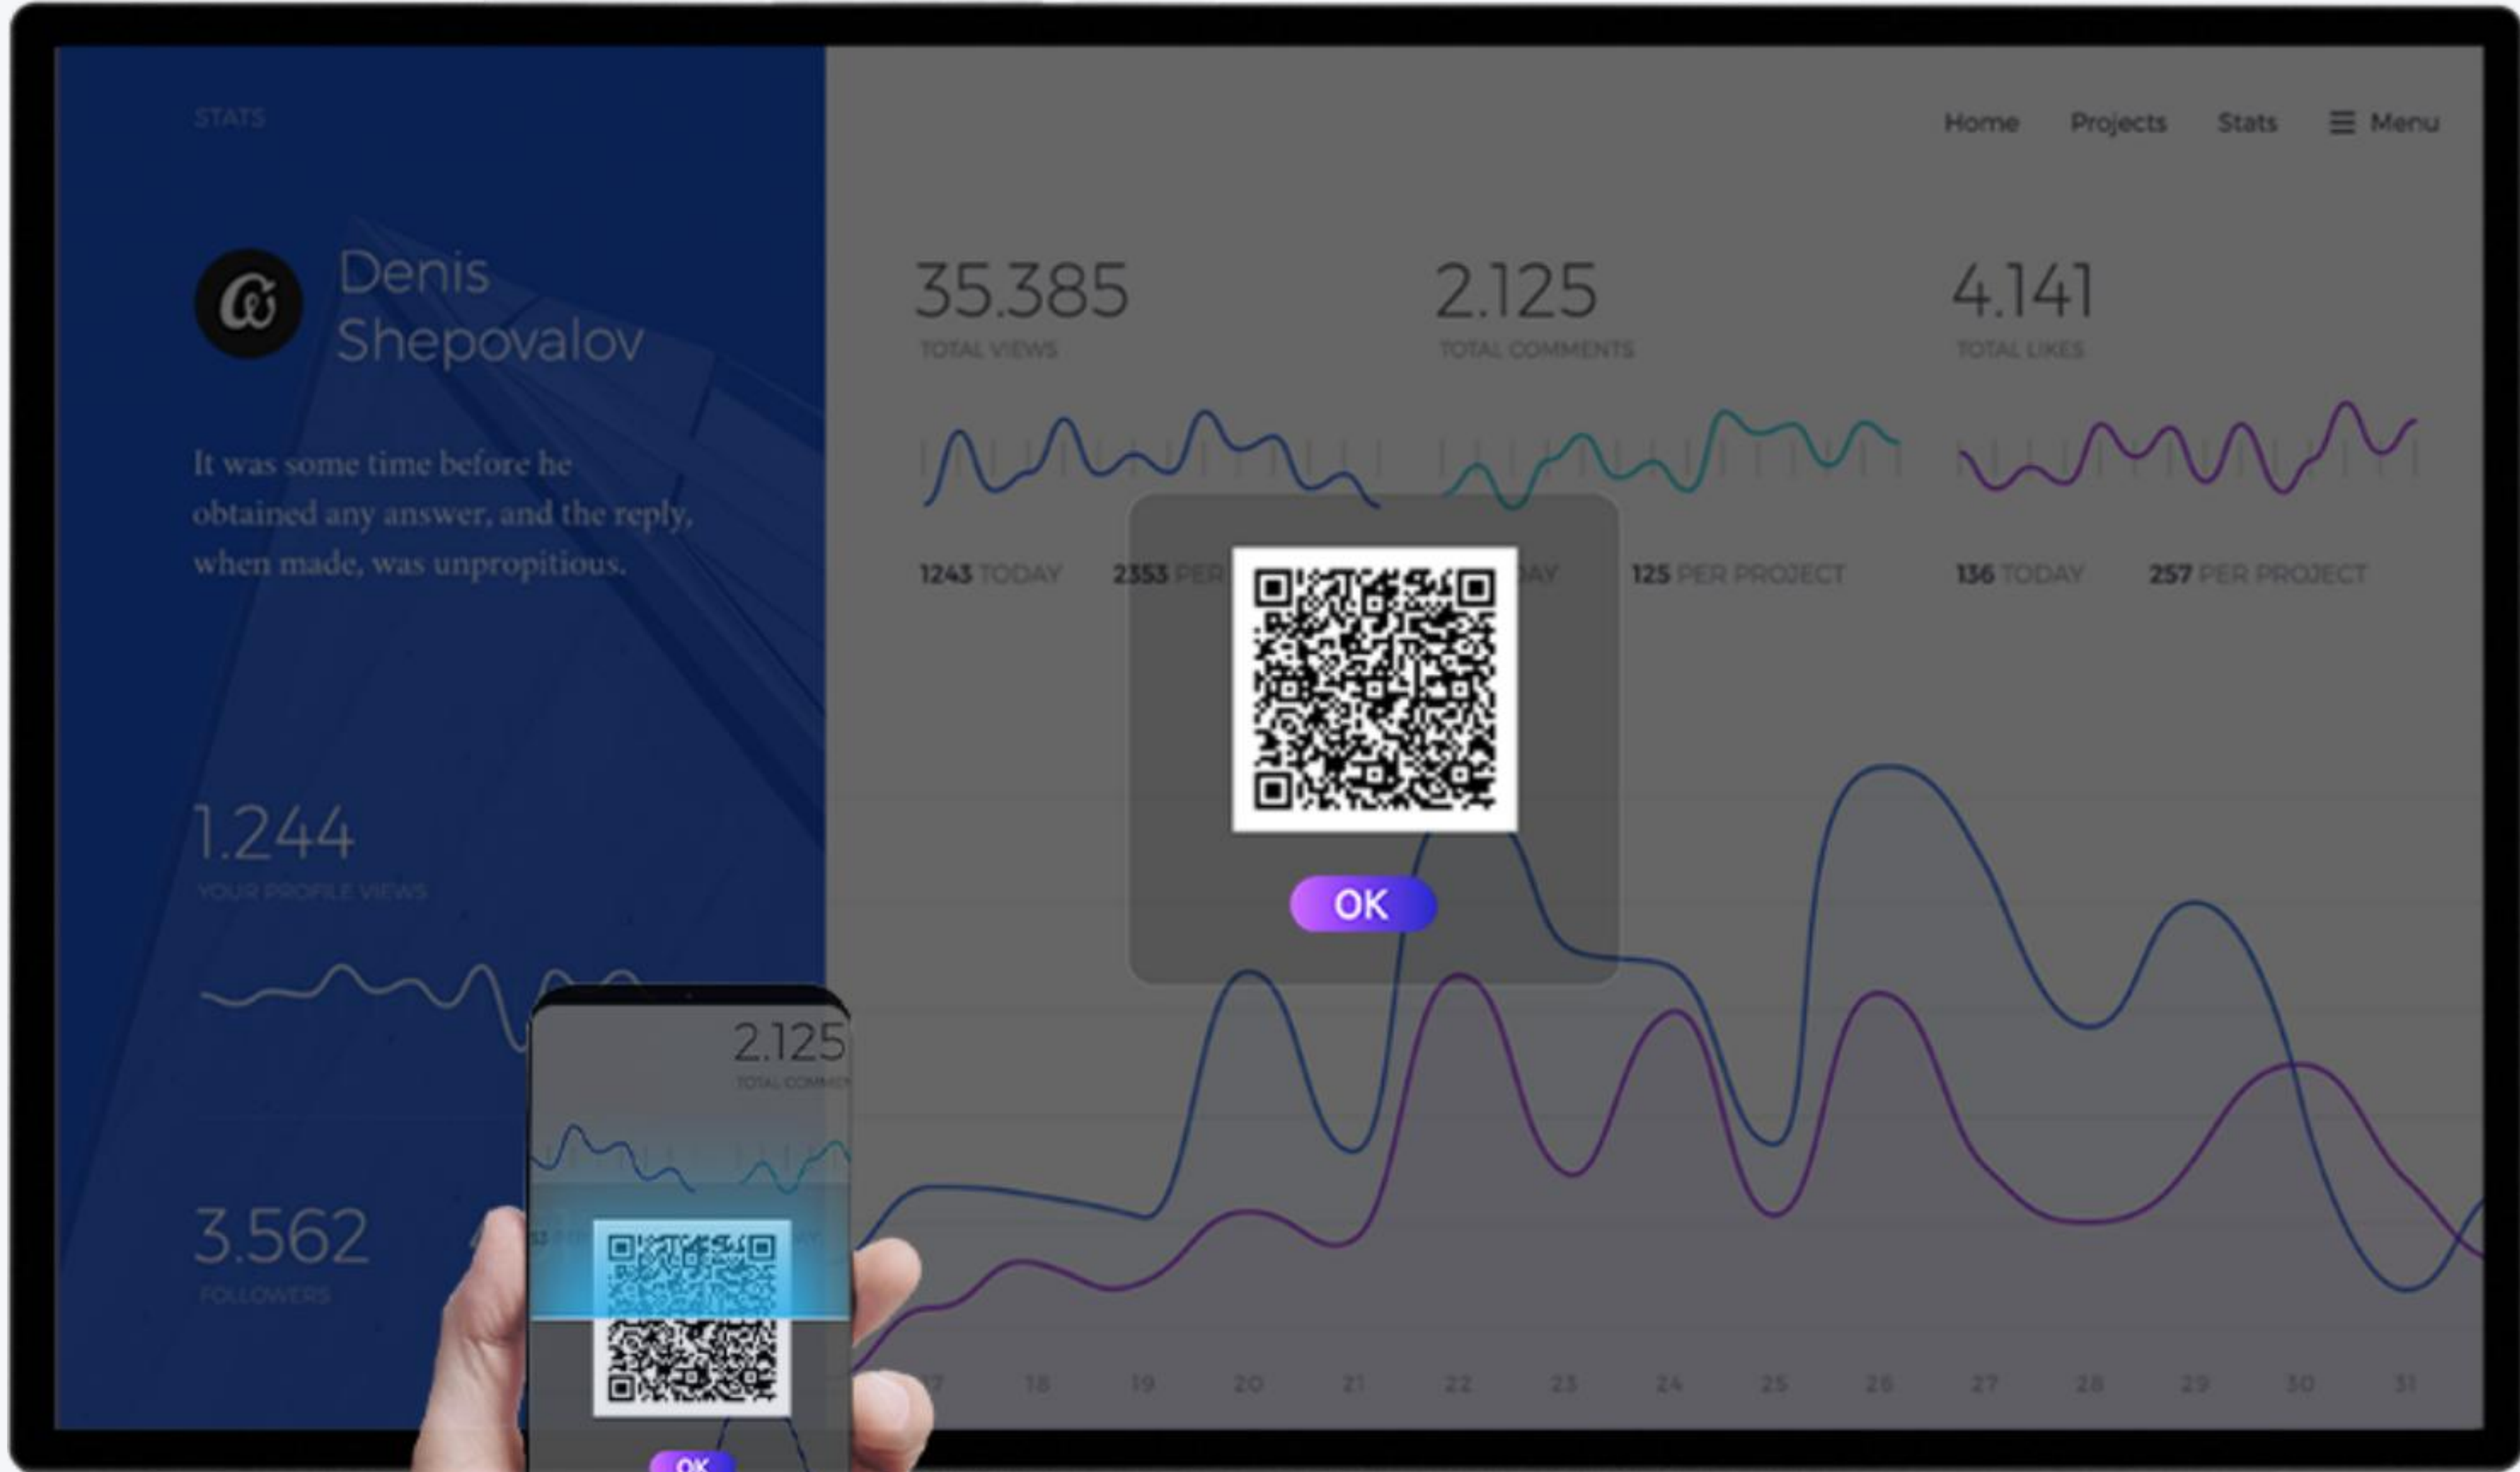 STATS
Home Projects Stats Menu
Denis
Shepovalov
It was some time before he
obtained any answer, and the reply,
when made, was unpropitious.
1.244
YOUR PROFILE VIEWS
3.562
FOLLOWERS
35.385
TOTAL VIEWS
2.125
TOTAL COMMENTS
4.141
TOTAL LIKES
1243 TODAY
2353 PER
125 PER PROJECT
136 TODAY
257 PER PROJECT
OK
18 19 20 21 22 23 24 25 26 27 28 29 30 31
2.125
TOTAL
OK